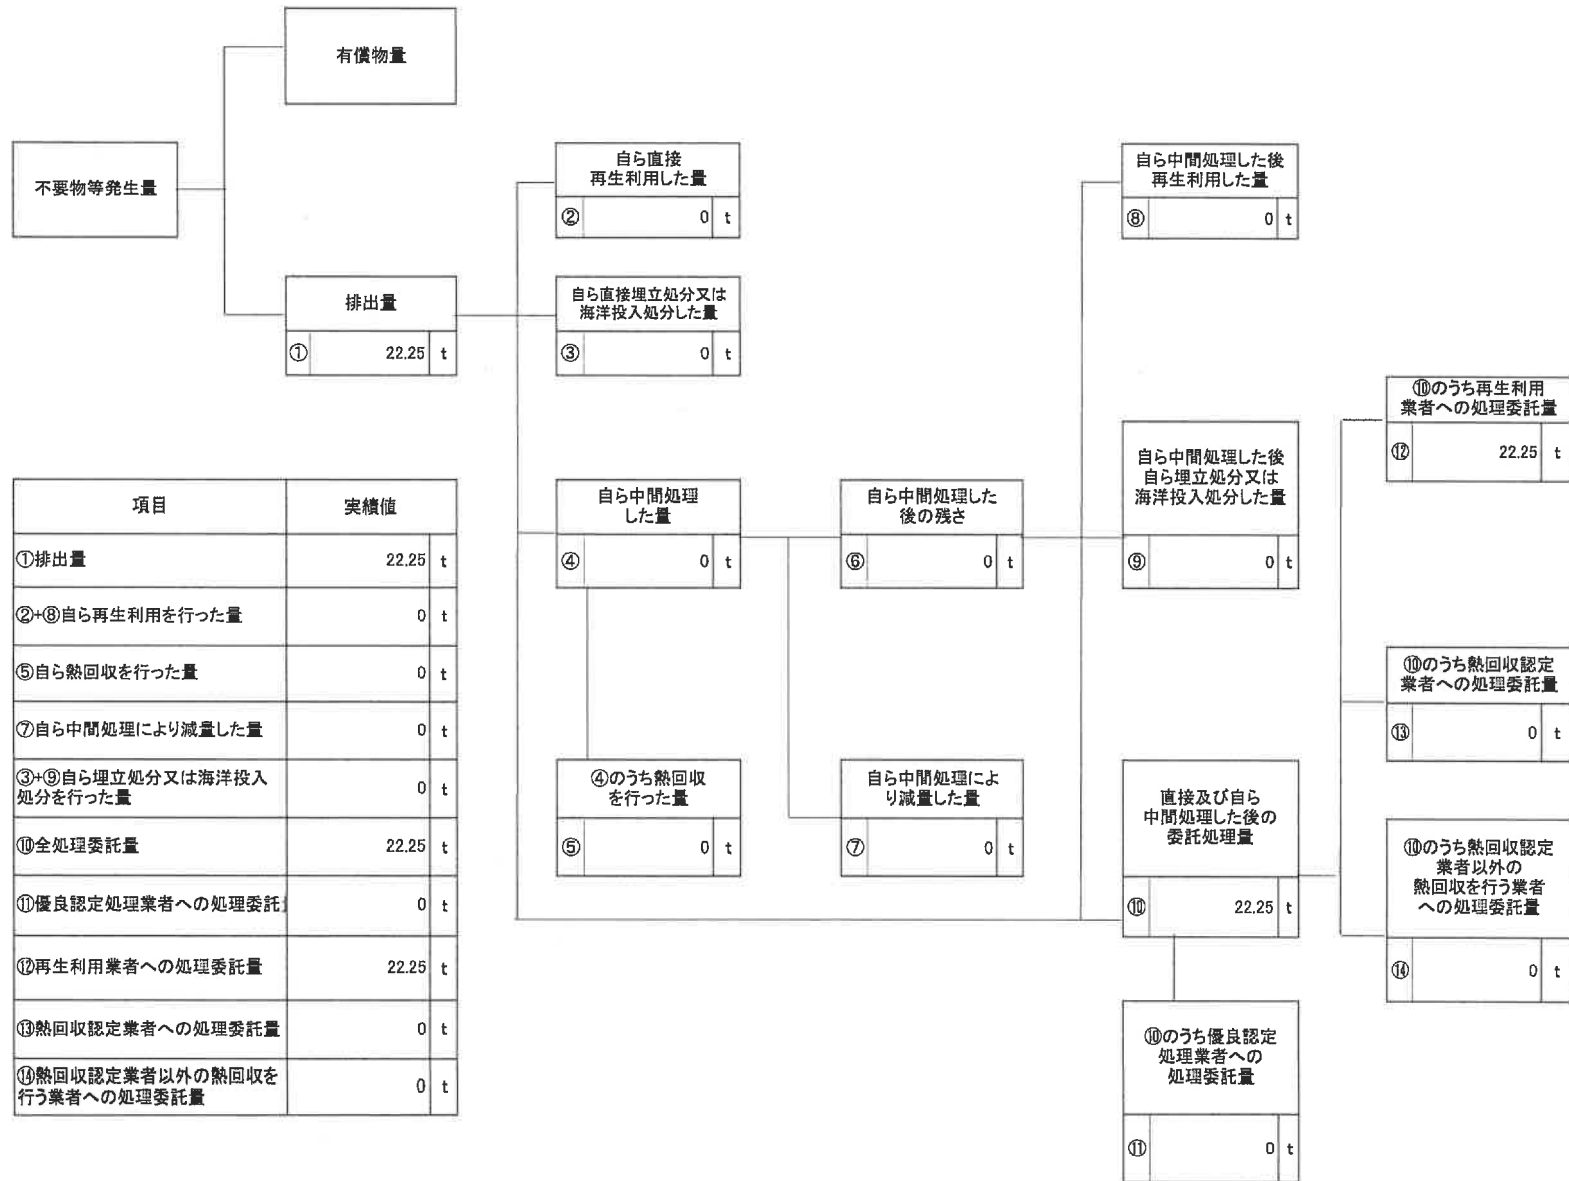 有償物量
不要物等発生量
排出量
① 22.25 t
自ら直接
再生利用した量
② 0 t
自ら直接埋立処分又は
海洋投入処分した量
③ 0 t
自ら中間処理
した量
④ 0 t
④のうち熱回収
を行った量
⑤ 0 t
自ら中間処理した
後の残さ
⑥ 0 t
自ら中間処理によ
り減量した量
⑦ 0 t
自ら中間処理した後
再生利用した量
⑧ 0 t
自ら中間処理した後
自ら埋立処分又は
海洋投入処分した量
⑨ 0 t
直接及び自ら
中間処理した後の
委託処理量
⑩ 22.25 t
⑩のうち優良認定
処理業者への
処理委託量
⑪ 0 t
⑩のうち再生利用
業者への処理委託量
⑫ 22.25 t
⑩のうち熱回収認定
業者への処理委託量
⑬ 0 t
⑩のうち熱回収認定
業者以外の
熱回収を行う業者
への処理委託量
⑭ 0 t
項目 実績値
①排出量 22.25 t
②+⑧自ら再生利用を行った量 0 t
⑤自ら熱回収を行った量 0 t
⑦自ら中間処理により減量した量 0 t
③+⑨自ら埋立処分又は海洋投入
処分を行った量 0 t
⑩全処理委託量 22.25 t
⑪優良認定処理業者への処理委託 0 t
⑫再生利用業者への処理委託量 22.25 t
⑬熱回収認定業者への処理委託量 0 t
⑭熱回収認定業者以外の熱回収を
行う業者への処理委託量 0 t